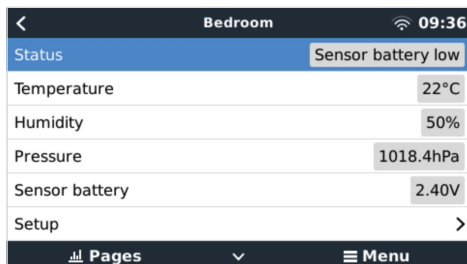 Bedroom 09:36
Status Sensor battery low
Temperature 22°C
Humidity 50%
Pressure 1018.4hPa
Sensor battery 2.40V
Setup
Pages Menu